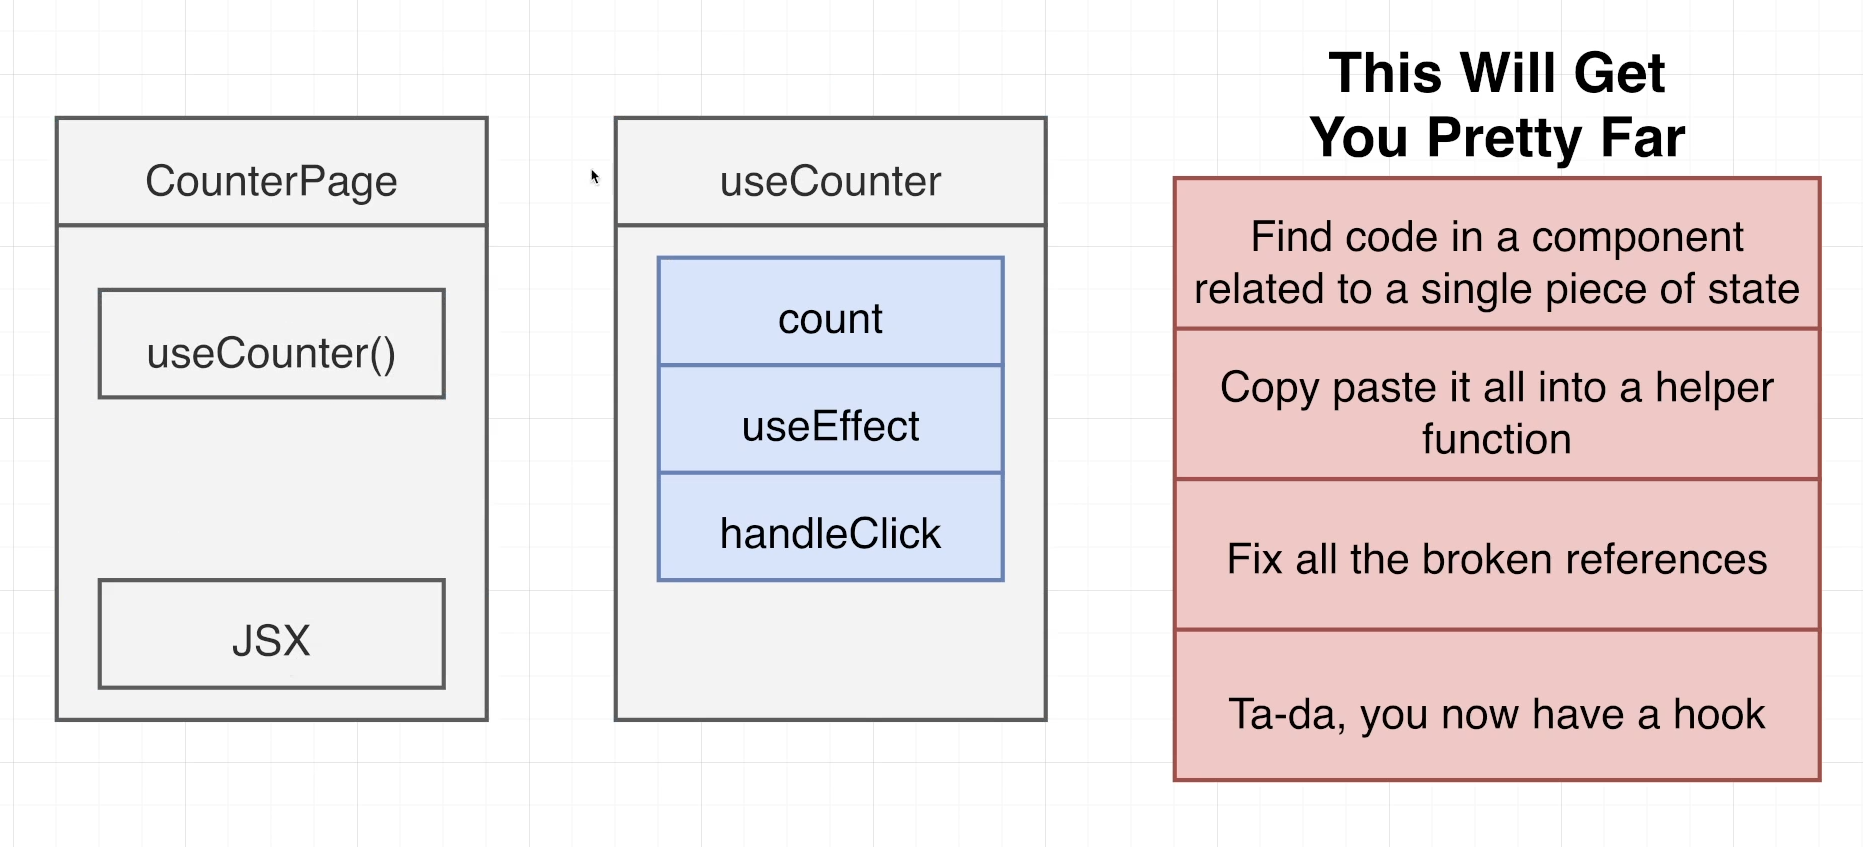 CounterPage
useCounter()
JSX
useCounter
count
useEffect
handleClick
This Will Get
You Pretty Far
Find code in a component
related to a single piece of state
Copy paste it all into a helper
function
Fix all the broken references
Ta-da, you now have a hook